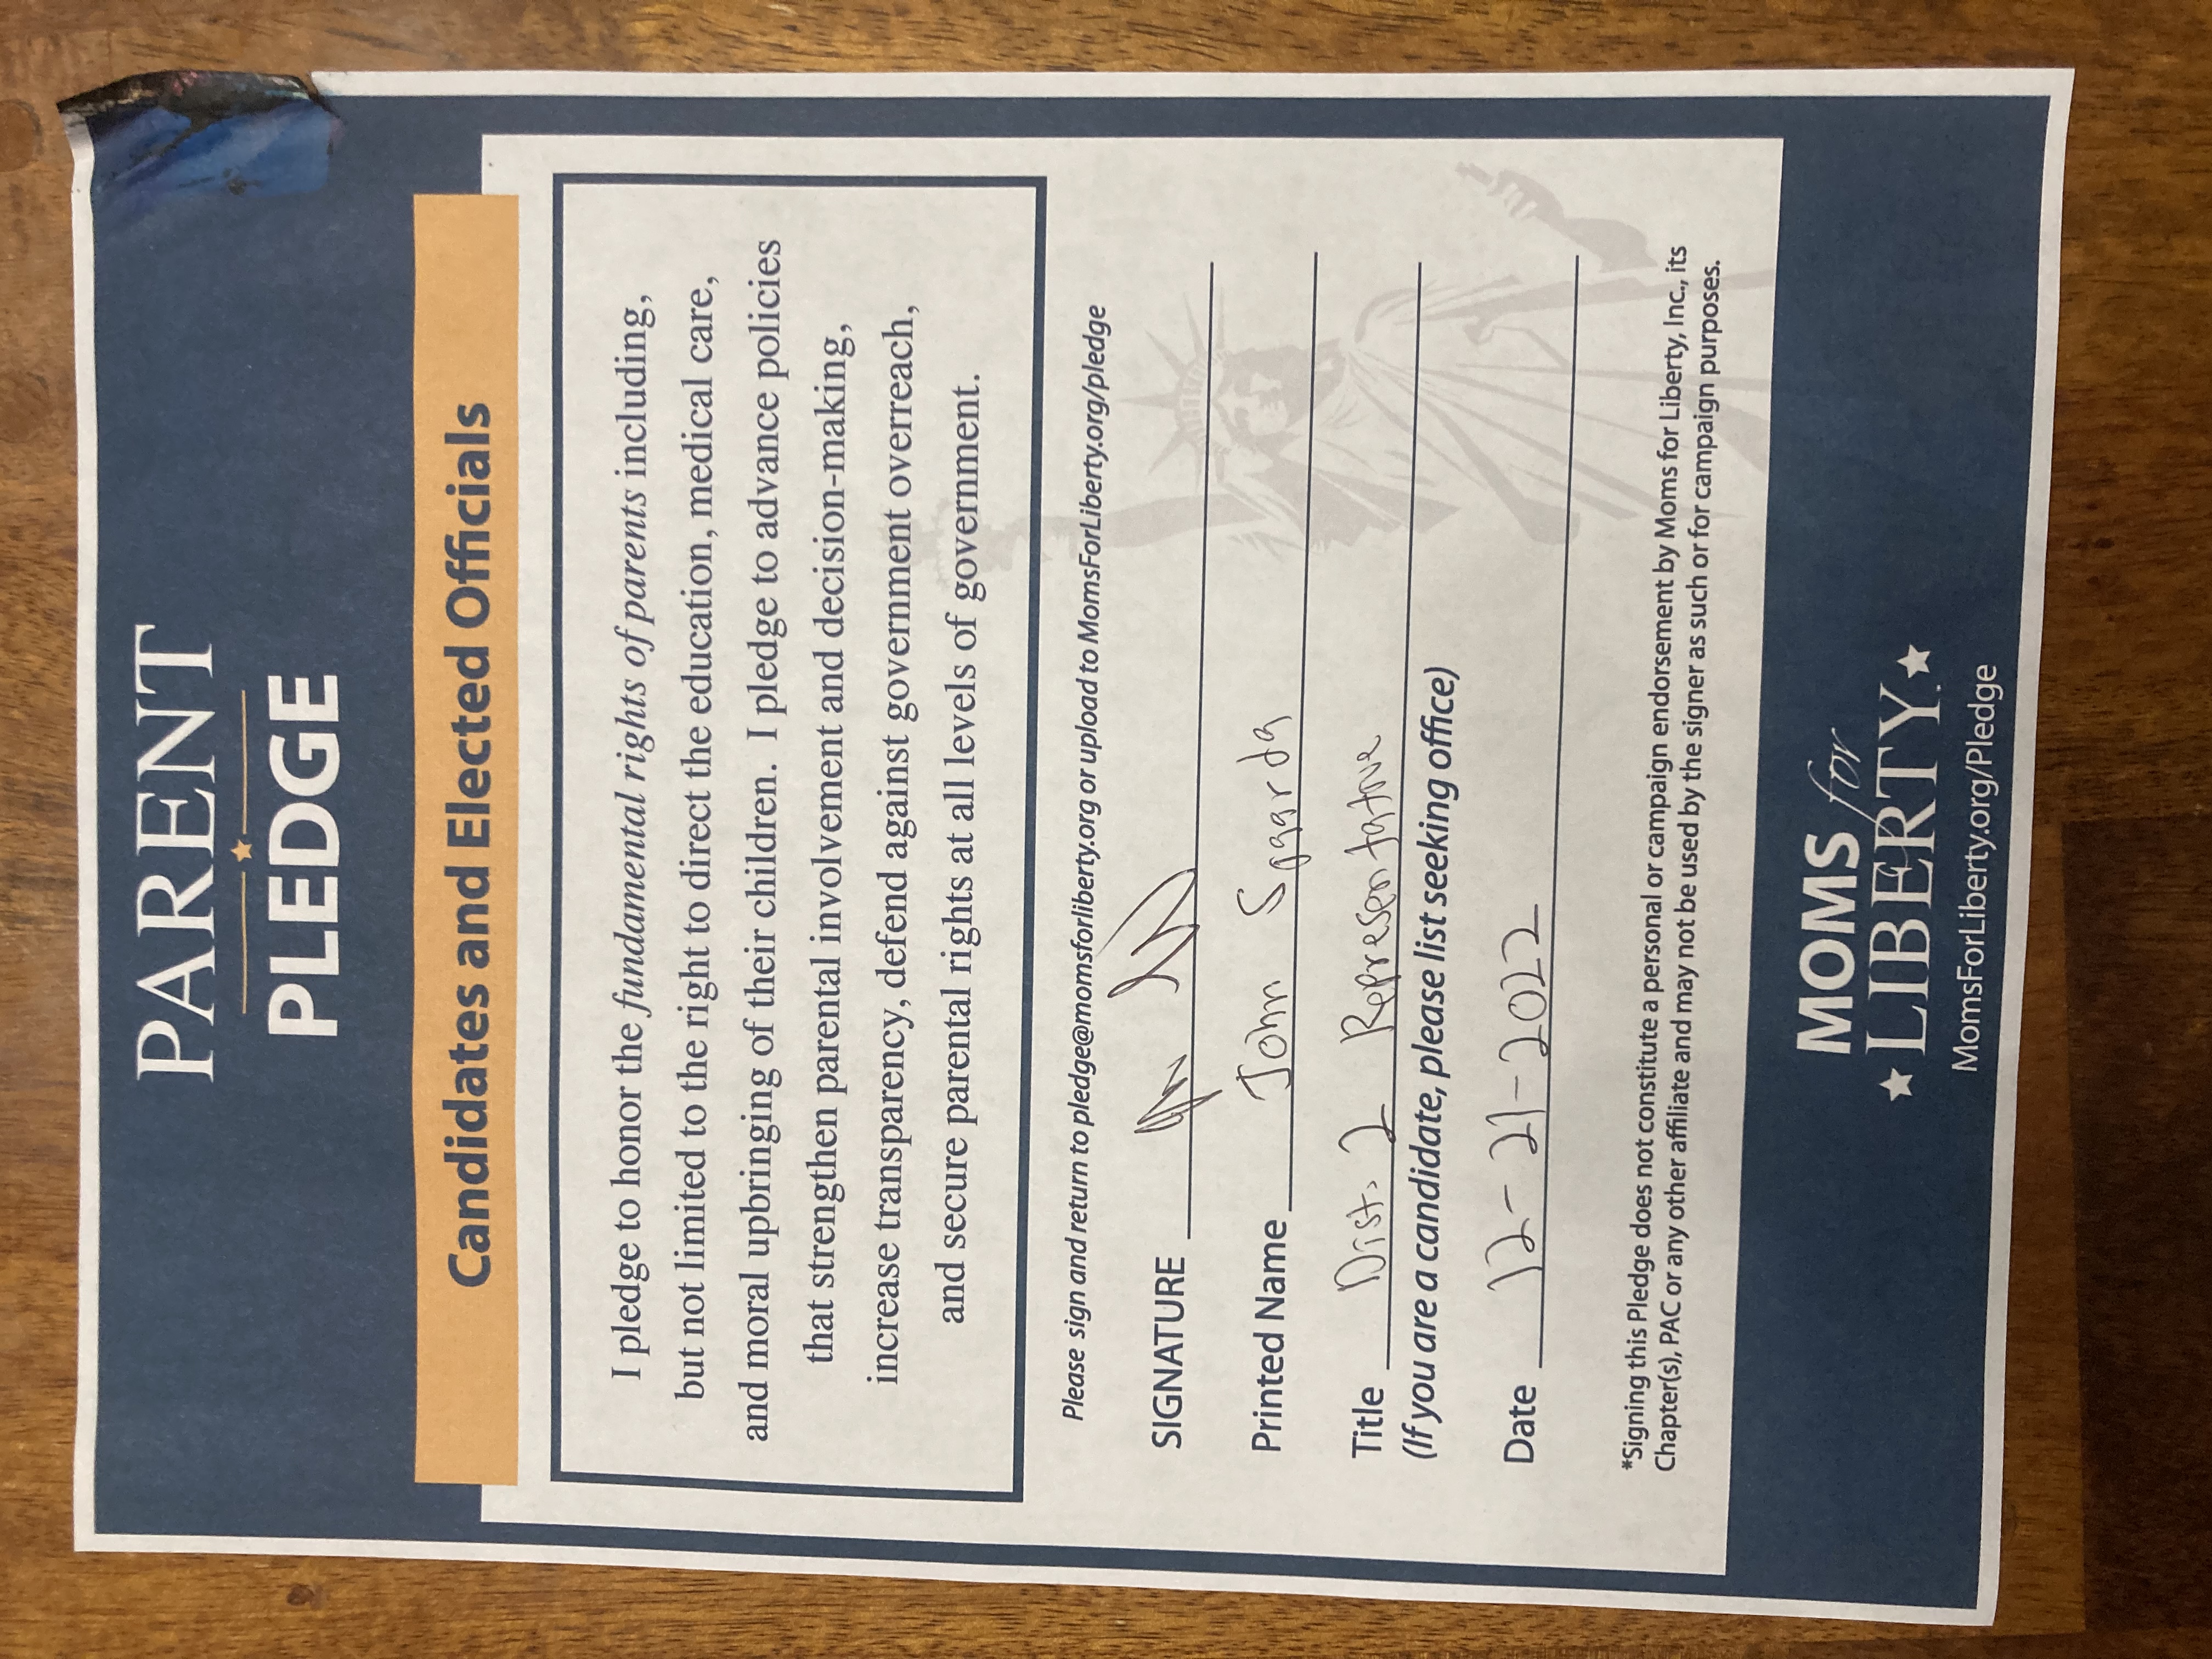 PARENT
PLEDGE
Candidates and Elected Officials
I pledge to honor the fundamental rights of parents including,
but not limited to the right to direct the education, medical care,
and moral upbringing of their children. I pledge to advance policies
that strengthen parental involvement and decision-making,
increase transparency, defend against government overreach,
and secure parental rights at all levels of government.
Please sign and return to pledge@momsforliberty.org or upload to MomsForLiberty.org/pledge
SIGNATURE
Printed Name John
Title Dist. 2 Representative
(If you are a candidate, please list seeking office)
Date 12-21-2022
*Signing this Pledge does not constitute a personal or campaign endorsement by Moms for Liberty, Inc., its
Chapter(s), PAC or any other affiliate and may not be used by the signer as such or for campaign purposes.
MOMS for
LIBERTY
MomsForLiberty.org/Pledge